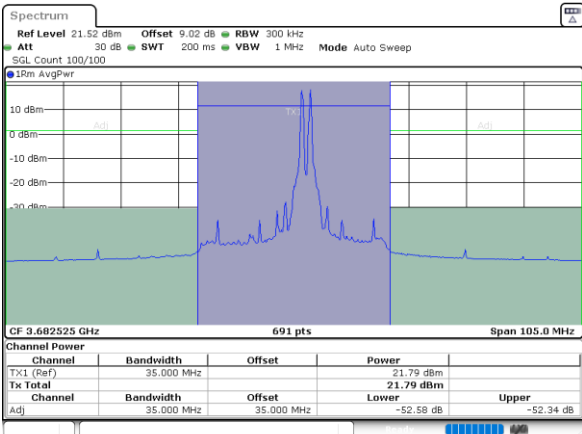 Spectrum
Ref Level 21.52 dBm Offset 9.02 dB RBW 300 kHz
Att 30 dB SWT 200 ms VBW 1 MHz Mode Auto Sweep
SGL Count 100/100
1Rm AvgPwr
10 dBm
TX1
Adj Adj
0 dBm
-10 dBm
-20 dBm
-30 dBm
CF 3.682525 GHz 691 pts Span 105.0 MHz
Channel Power
Channel Bandwidth Offset Power
TX1 (Ref) 35.000 MHz 21.79 dBm
Tx Total 21.79 dBm
Channel Bandwidth Offset Lower Upper
Adj 35.000 MHz 35.000 MHz -52.58 dB -52.34 dB
Ready